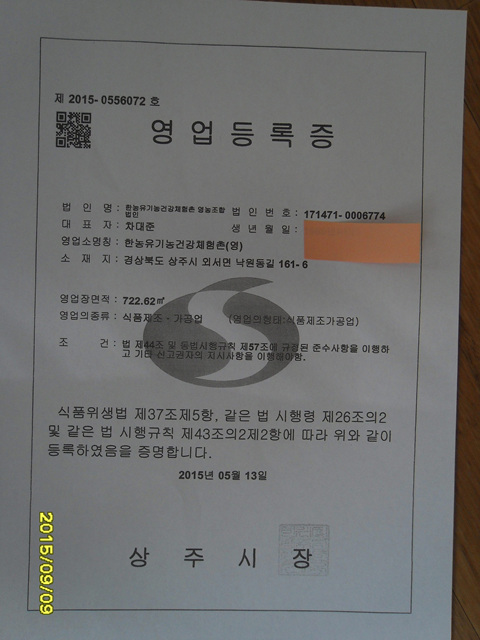 제 2015- 0556072 호
영업등록증
법 인 명 : 한농유기농건강체험촌 영농조합법인 법 인 번 호 : 171471- 0006774
대 표 자 : 차대준 생 년 월 일 :
영업소명칭 : 한농유기농건강체험촌(영)
소 재 지 : 경상북도 상주시 외서면 낙원동길 161- 6
영업장면적 : 722.62㎡
영업의종류 : 식품제조 - 가공업 (영업의형태:식품제조가공업)
조 건 : 법 제44조 및 동법시행규칙 제57조에 규정된 준수사항을 이행하
고 기타 신고관자의 지시사항을 이행해야함.
식품위생법 제37조제5항, 같은 법 시행령 제26조의2
및 같은 법 시행규칙 제43조의2제2항에 따라 위와 같이
등록하였음을 증명합니다.
2015년 05월 13일
상 주 시 장
2015/09/09